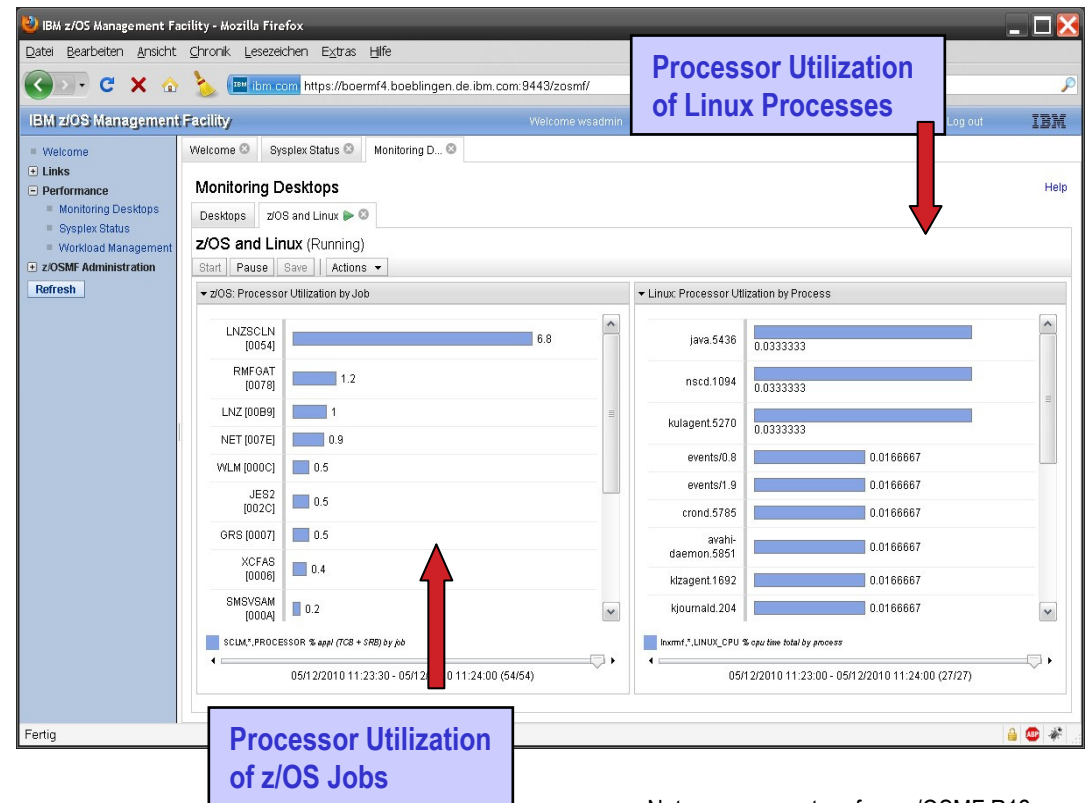 IBM z/OS Management Facility - Mozilla Firefox
Datei Bearbeiten Ansicht Chronik Lesezeichen Extras Hilfe
IBM ibm.com https://boermf4.boeblingen.de.ibm.com:9443/zosmf/
Processor Utilization
of Linux Processes
IBM z/OS Management Facility
Welcome wsadmin
Log out
IBM
Welcome
Links
Performance
Monitoring Desktops
Sysplex Status
Workload Management
z/OSMF Administration
Refresh
Welcome Sysplex Status Monitoring D...
Monitoring Desktops
Help
Desktops z/OS and Linux
z/OS and Linux (Running)
Start Pause Save Actions
z/OS: Processor Utilization by Job
LNZSCLN
[0054]
6.8
RMFGAT
[0078]
1.2
LNZ [00B9]
1
NET [007E]
0.9
WLM [000C]
0.5
JES2
[002C]
0.5
GRS [0007]
0.5
XCFAS
[0006]
0.4
SMSVSAM
[000A]
0.2
SCLM,*,PROCESSOR % appl (TCB + SRB) by job
05/12/2010 11:23:30 - 05/12/ 0 11:24:00 (54/54)
Linux: Processor Utilization by Process
java.5436
0.0333333
nscd.1094
0.0333333
kulagent.5270
0.0333333
events/0.8
0.0166667
events/1.9
0.0166667
crond.5785
0.0166667
avahi-
daemon.5851
0.0166667
klzagent.1692
0.0166667
kjournald.204
0.0166667
lnxrmf,*,LINUX_CPU % cpu time total by process
05/12/2010 11:23:00 - 05/12/2010 11:24:00 (27/27)
Fertig
ABP
Processor Utilization
of z/OS Jobs